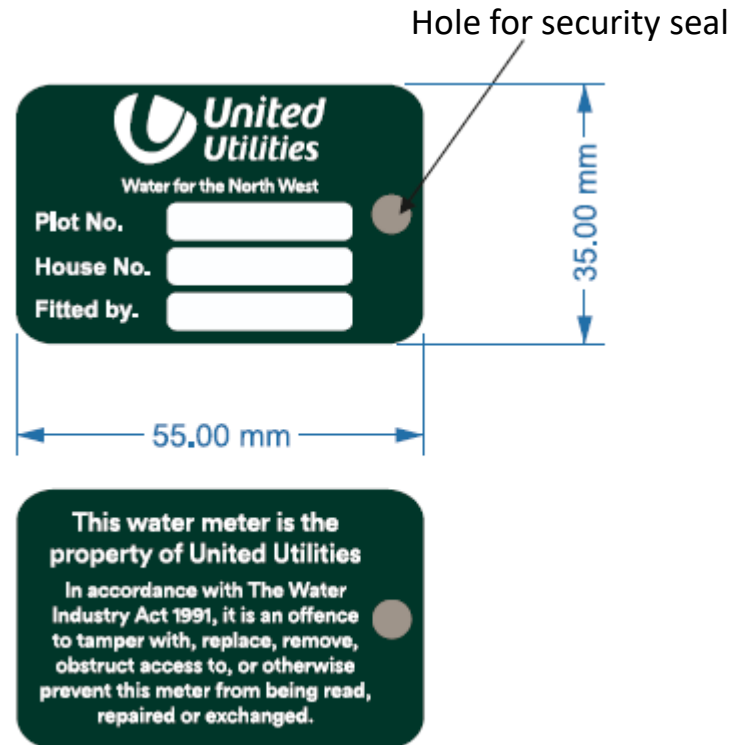 Hole for security seal
United
Utilities
Water for the North West
Plot No.
House No.
Fitted by.
35.00 mm
55.00 mm
This water meter is the
property of United Utilities
In accordance with The Water
Industry Act 1991, it is an offence
to tamper with, replace, remove,
obstruct access to, or otherwise
prevent this meter from being read,
repaired or exchanged.